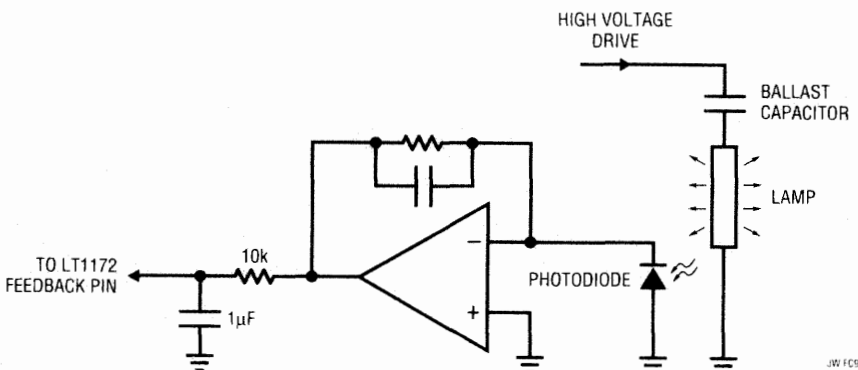 HIGH VOLTAGE
DRIVE
BALLAST
CAPACITOR
LAMP
10k
TO LT1172
FEEDBACK PIN
1µF
−
+
PHOTODIODE